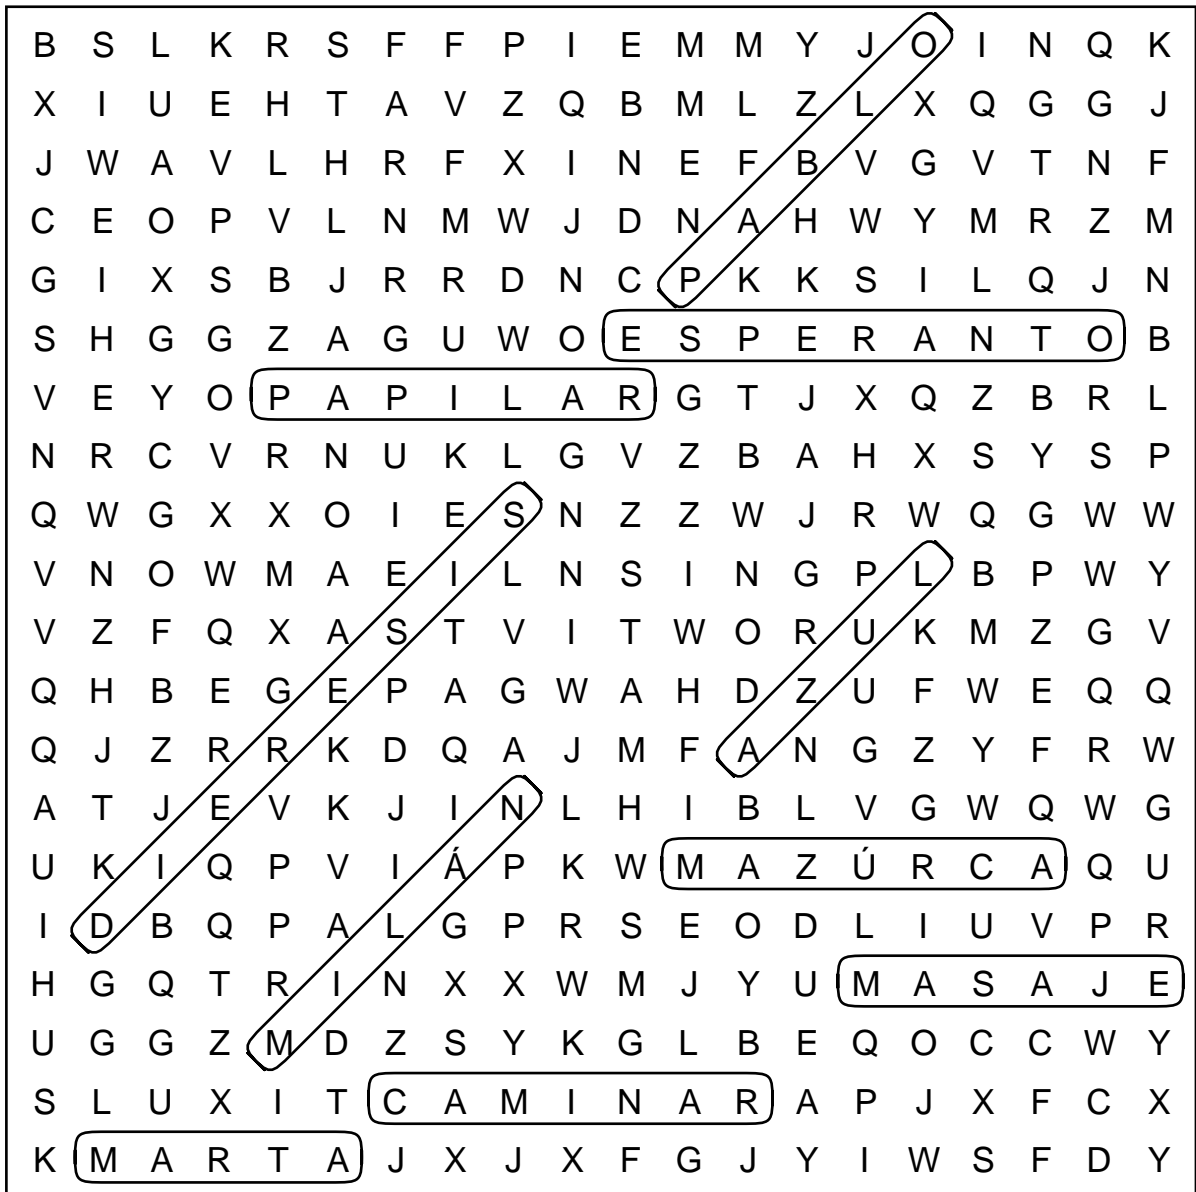 B S L K R S F F P I E M M Y J O I N Q K
X I U E H T A V Z Q B M L Z L X Q G G J
J W A V L H R F X I N E F B V G V T N F
C E O P V L N M W J D N A H W Y M R Z M
G I X S B J R R D N C P K K S I L Q J N
S H G G Z A G U W O E S P E R A N T O B
V E Y O P A P I L A R G T J X Q Z B R L
N R C V R N U K L G V Z B A H X S Y S P
Q W G X X O I E S N Z Z W J R W Q G W W
V N O W M A E I L N S I N G P L B P W Y
V Z F Q X A S T V I T W O R U K M Z G V
Q H B E G E P A G W A H D Z U F W E Q Q
Q J Z R R K D Q A J M F A N G Z Y F R W
A T J E V K J I N L H I B L V G W Q W G
U K I Q P V I Á P K W M A Z Ú R C A Q U
I D B Q P A L G P R S E O D L I U V P R
H G Q T R I N X X W M J Y U M A S A J E
U G G Z M D Z S Y K G L B E Q O C C W Y
S L U X I T C A M I N A R A P J X F C X
K M A R T A J X J X F G J Y I W S F D Y